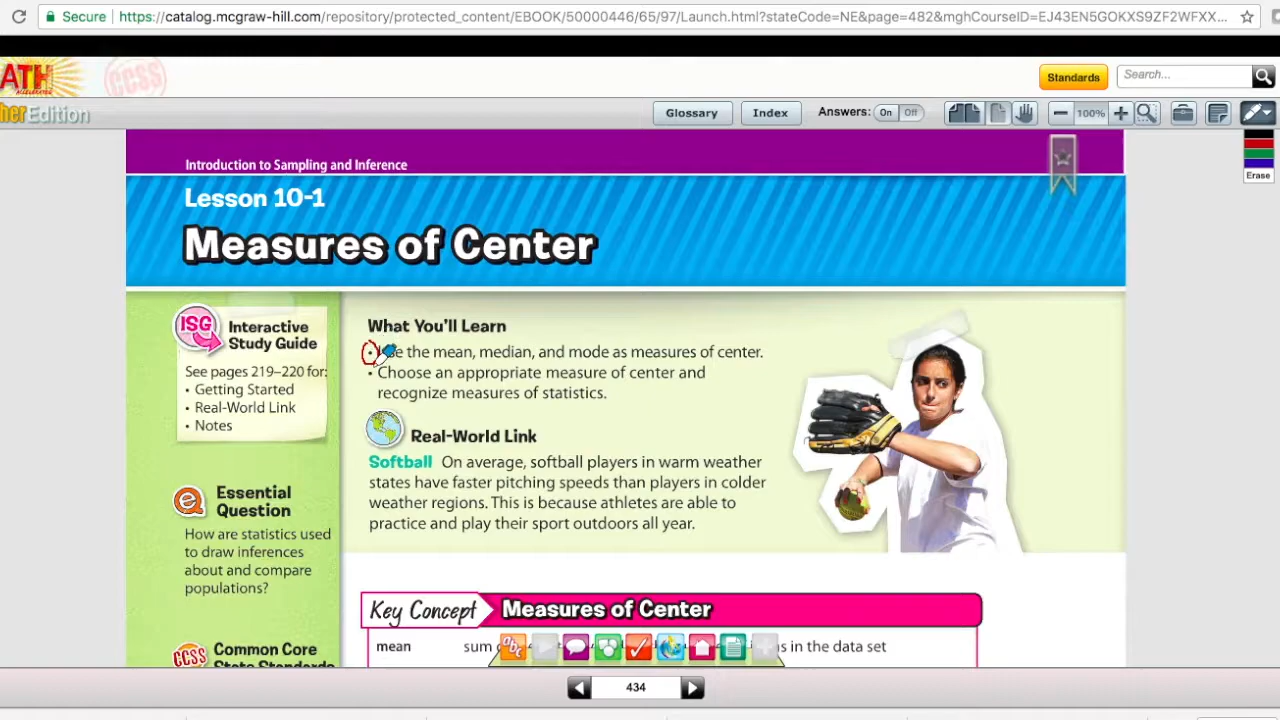 Secure https://catalog.mcgraw-hill.com/repository/protected_content/EBOOK/50000446/65/97/Launch.html?stateCode=NE&page=482&mghCourseID=EJ43EN5GOKXS9ZF2WFXX...
ATH
CCSS
Standards
Search...
herEdition
Glossary
Index
Answers: On Off
100%
Erase
Introduction to Sampling and Inference
Lesson 10-1
Measures of Center
ISG
Interactive
Study Guide
See pages 219–220 for:
• Getting Started
• Real-World Link
• Notes
e
Essential
Question
How are statistics used
to draw inferences
about and compare
populations?
CCSS
Common Core
State Standards
What You'll Learn
• the mean, median, and mode as measures of center.
• Choose an appropriate measure of center and
recognize measures of statistics.
Real-World Link
Softball On average, softball players in warm weather
states have faster pitching speeds than players in colder
weather regions. This is because athletes are able to
practice and play their sport outdoors all year.
Key Concept Measures of Center
mean sum in the data set
abc
434